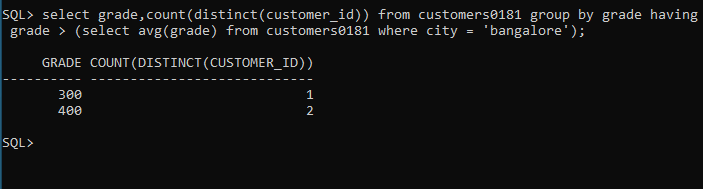 SQL> select grade,count(distinct(customer_id)) from customers0181 group by grade having
grade > (select avg(grade) from customers0181 where city = 'bangalore');
GRADE COUNT(DISTINCT(CUSTOMER_ID))
---------- ----------------------------
300 1
400 2
SQL>